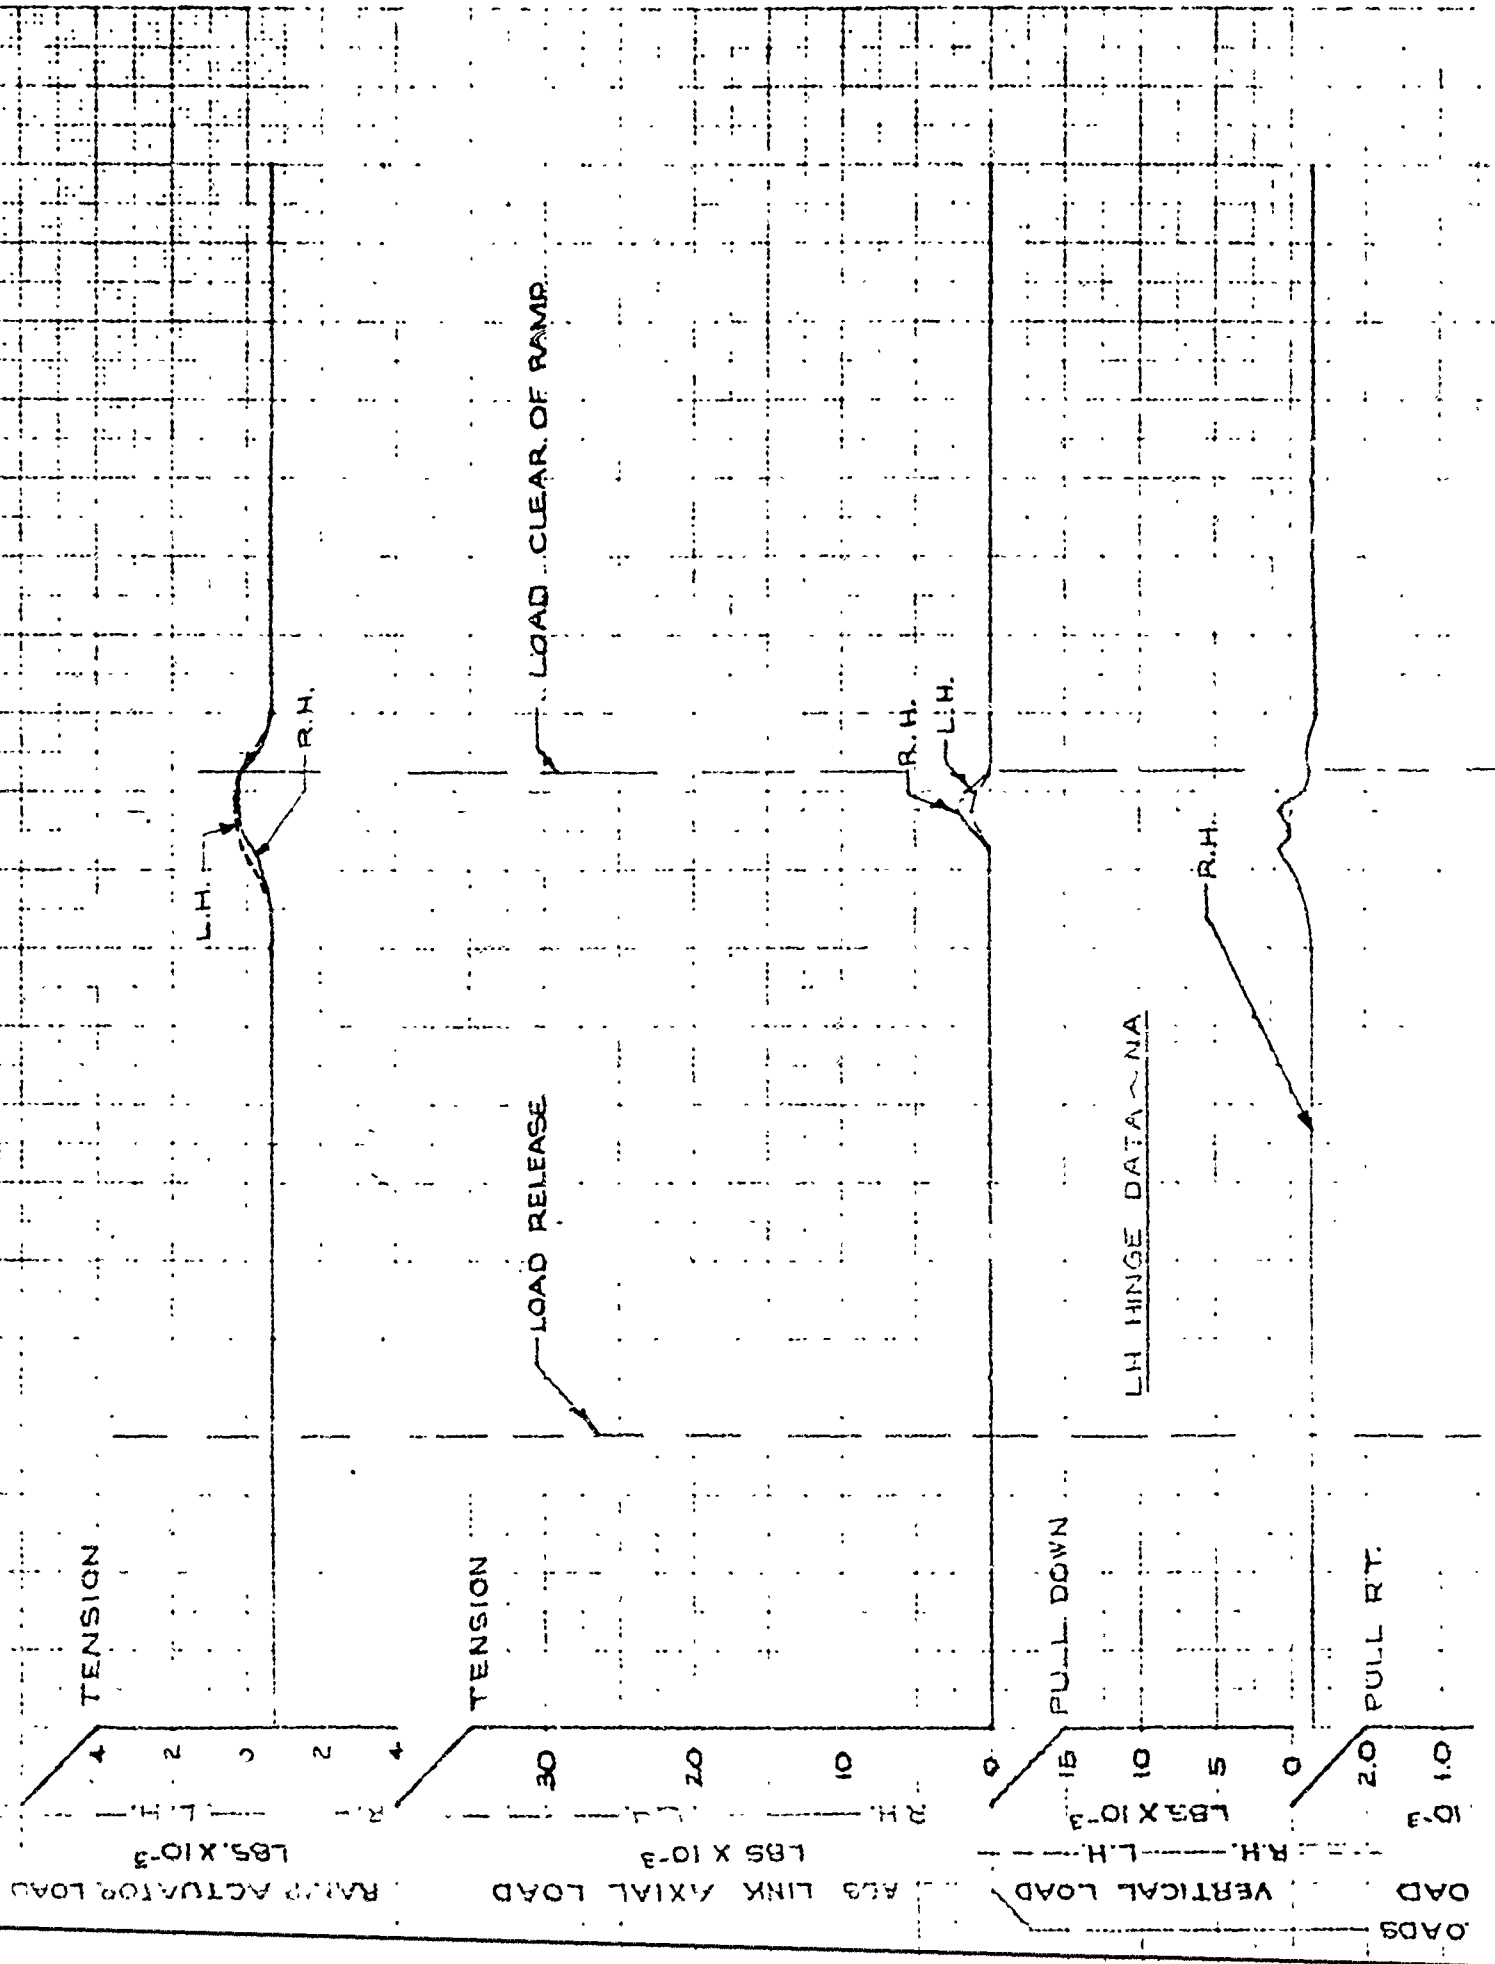 TENSION
4
2
0
2
4
L.H.
R.H.
R.H. L.H.
LBS. X 10-3
RAMP ACTUATOR LOAD
TENSION
30
20
10
0
LOAD RELEASE
LOAD CLEAR OF RAMP
R.H.
L.H.
R.H. L.H.
LBS X 10-3
LINK AXIAL LOAD
PULL DOWN
15
10
5
0
LH HINGE DATA ~ NA
R.H.
LBS X 10-3
R.H. L.H.
VERTICAL LOAD
PULL RT.
2.0
1.0
10-3
OAD
OADS